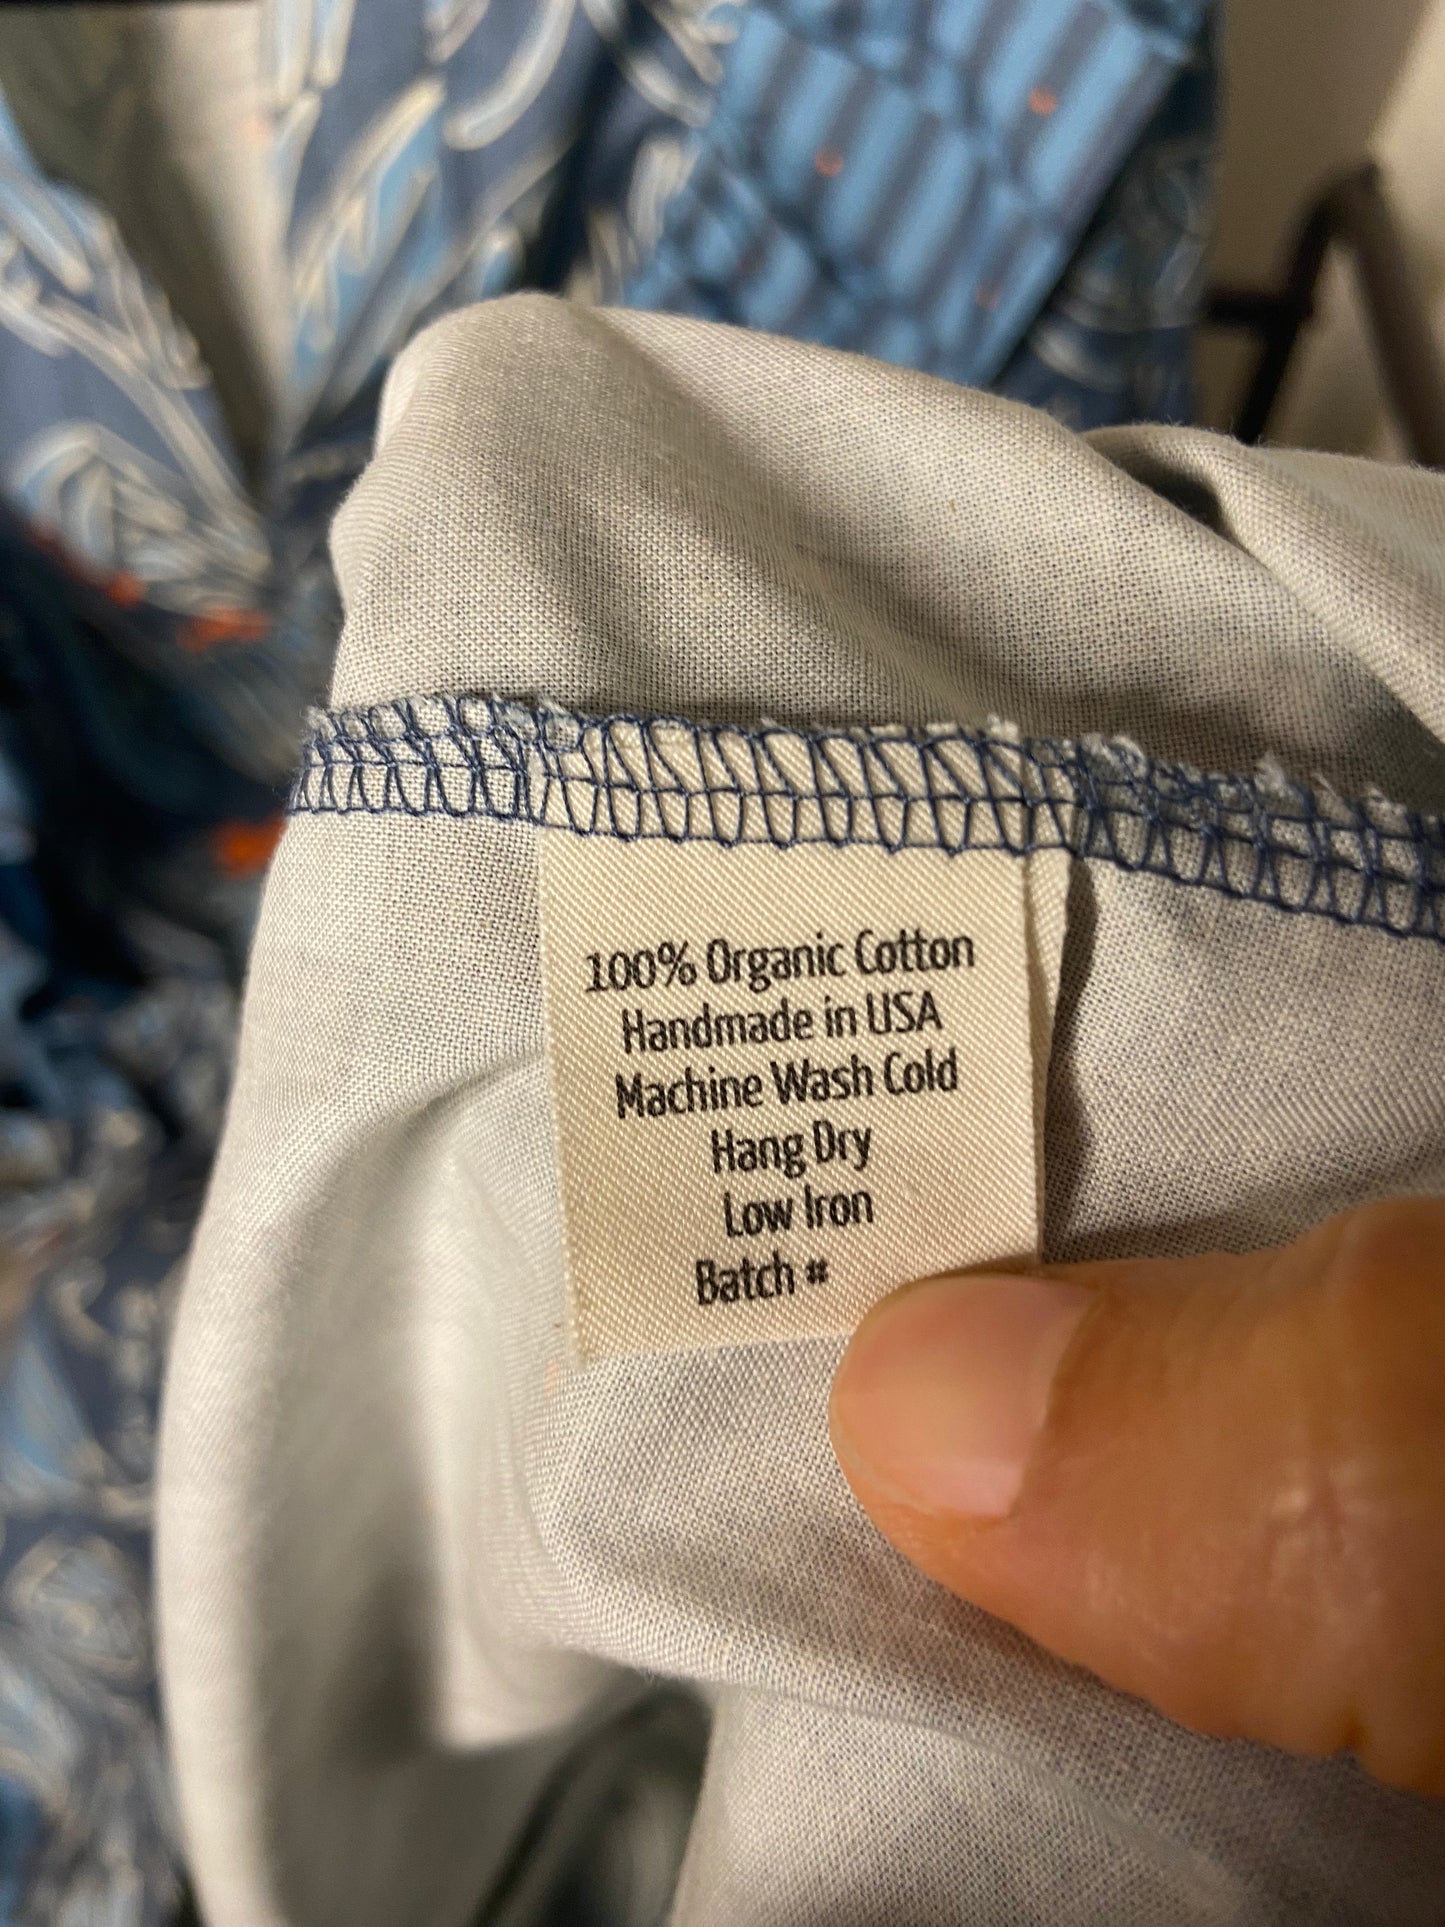 100% Organic Cotton
Handmade in USA
Machine Wash Cold
Hang Dry
Low Iron
Batch #